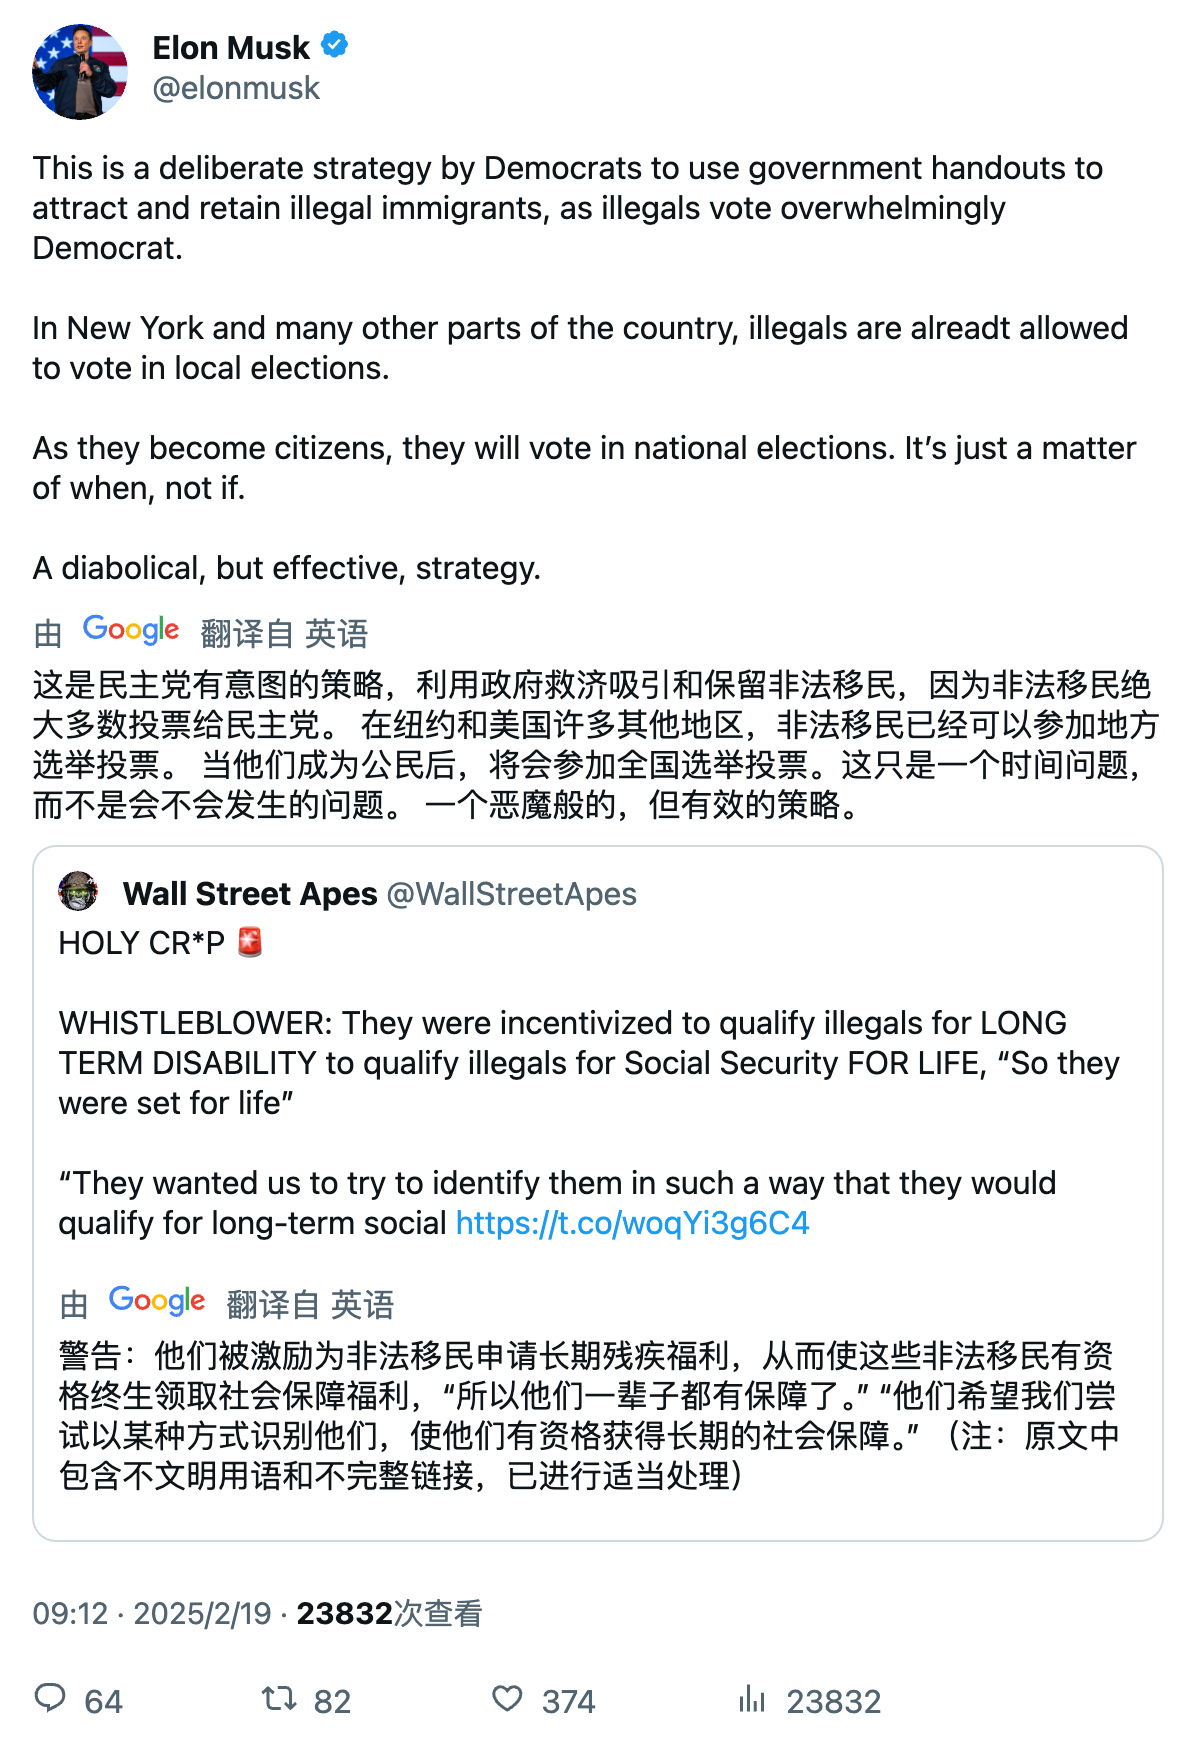 Elon Musk
@elonmusk
This is a deliberate strategy by Democrats to use government handouts to
attract and retain illegal immigrants, as illegals vote overwhelmingly
Democrat.
In New York and many other parts of the country, illegals are alreadt allowed
to vote in local elections.
As they become citizens, they will vote in national elections. It’s just a matter
of when, not if.
A diabolical, but effective, strategy.
由 Google 翻译自 英语
这是民主党有意图的策略，利用政府救济吸引和保留非法移民，因为非法移民绝
大多数投票给民主党。 在纽约和美国许多其他地区，非法移民已经可以参加地方
选举投票。 当他们成为公民后，将会参加全国选举投票。这只是一个时间问题，
而不是会不会发生的问题。 一个恶魔般的，但有效的策略。
Wall Street Apes @WallStreetApes
HOLY CR*P 🚨
WHISTLEBLOWER: They were incentivized to qualify illegals for LONG
TERM DISABILITY to qualify illegals for Social Security FOR LIFE, “So they
were set for life”
“They wanted us to try to identify them in such a way that they would
qualify for long-term social https://t.co/woqYi3g6C4
由 Google 翻译自 英语
警告：他们被激励为非法移民申请长期残疾福利，从而使这些非法移民有资
格终生领取社会保障福利，“所以他们一辈子都有保障了。” “他们希望我们尝
试以某种方式识别他们，使他们有资格获得长期的社会保障。” （注：原文中
包含不文明用语和不完整链接，已进行适当处理）
09:12 · 2025/2/19 · 23832次查看
64 82 374 23832